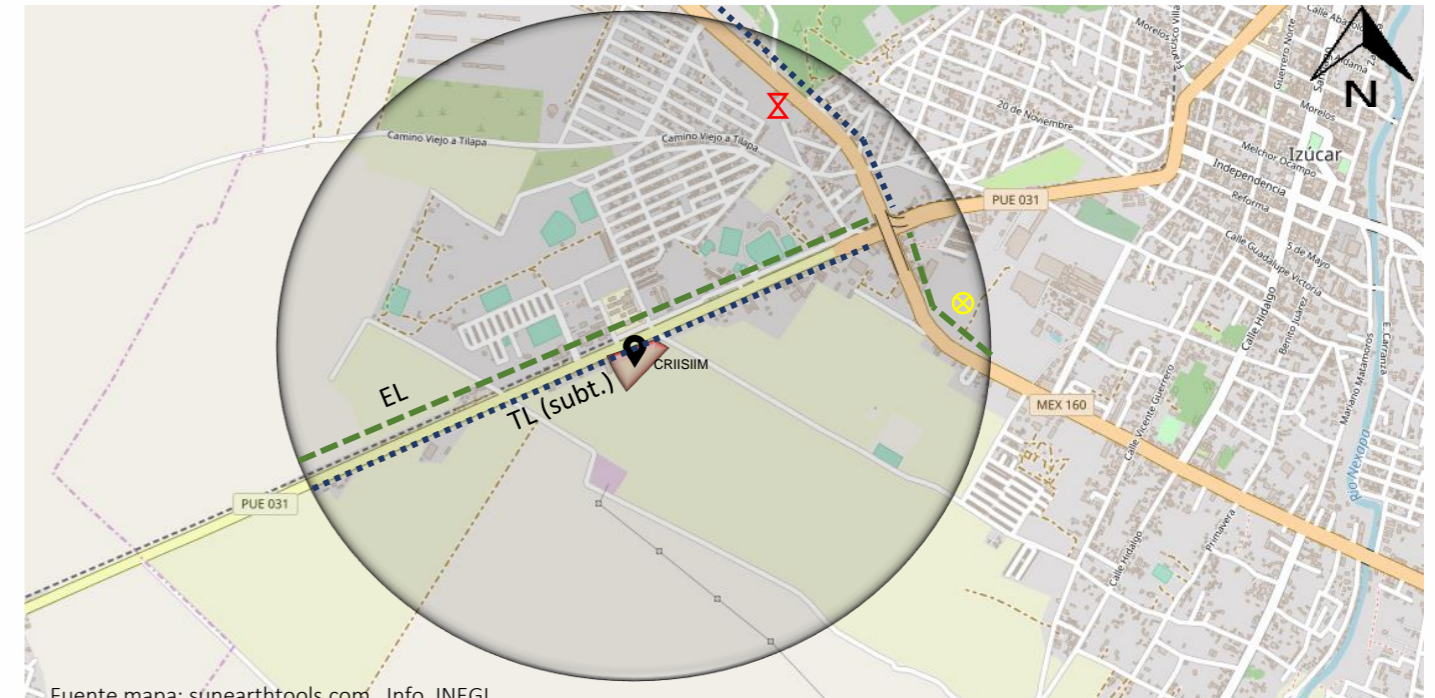 Calle Abasolo
Aldama
Morelos
Francisco Villa
Guerrero Norte
Morelos
N
20 de Noviembre
Camino Viejo a Tilapa
Camino Viejo a Tilapa
Melchor Ocampo
Izúcar
Independencia
Reforma
PUE 031
Calle Guadalupe Victoria
5 de Mayo
Calle Hidalgo
Benito Juárez
E. Carranza
Mariano Matamoros
CRIISIIM
EL
TL (subt.)
Calle Vicente Guerrero
MEX 160
Río Nexapa
PUE 031
Primavera
Calle Hidalgo
Fuente mapa: sunearthtools.com Info. INEGI